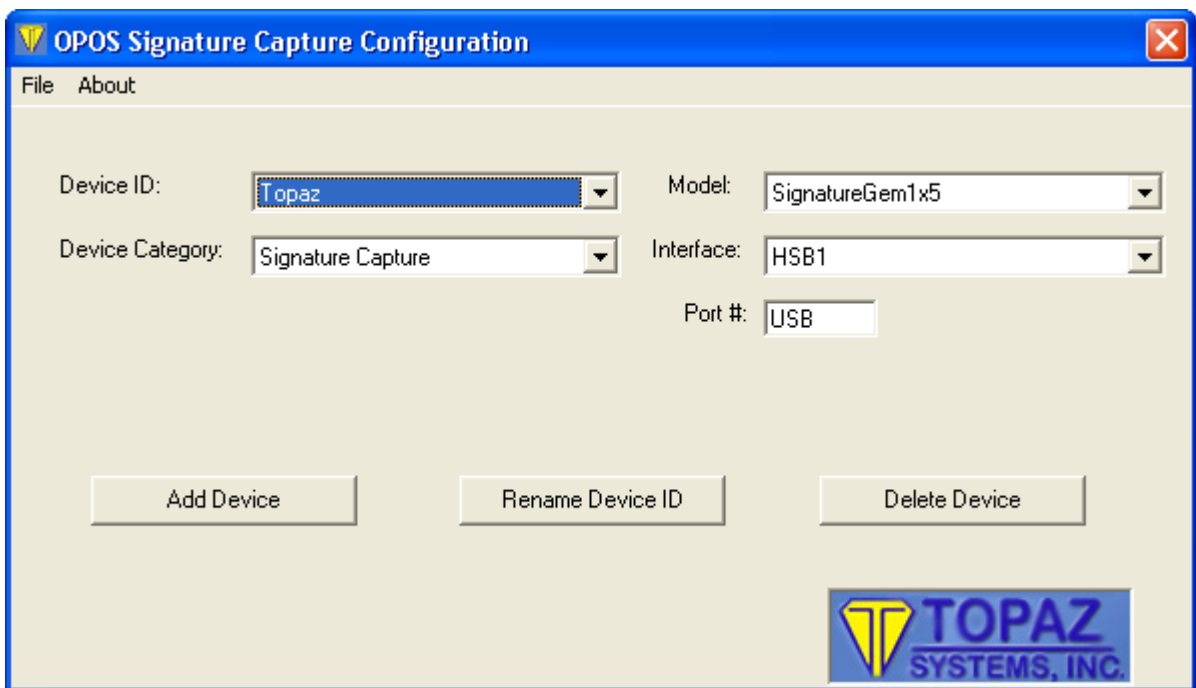 OPOS Signature Capture Configuration
File About
Device ID: Topaz Model: SignatureGem1x5
Device Category: Signature Capture Interface: HSB1
Port #: USB
Add Device Rename Device ID Delete Device
TOPAZ
SYSTEMS, INC.